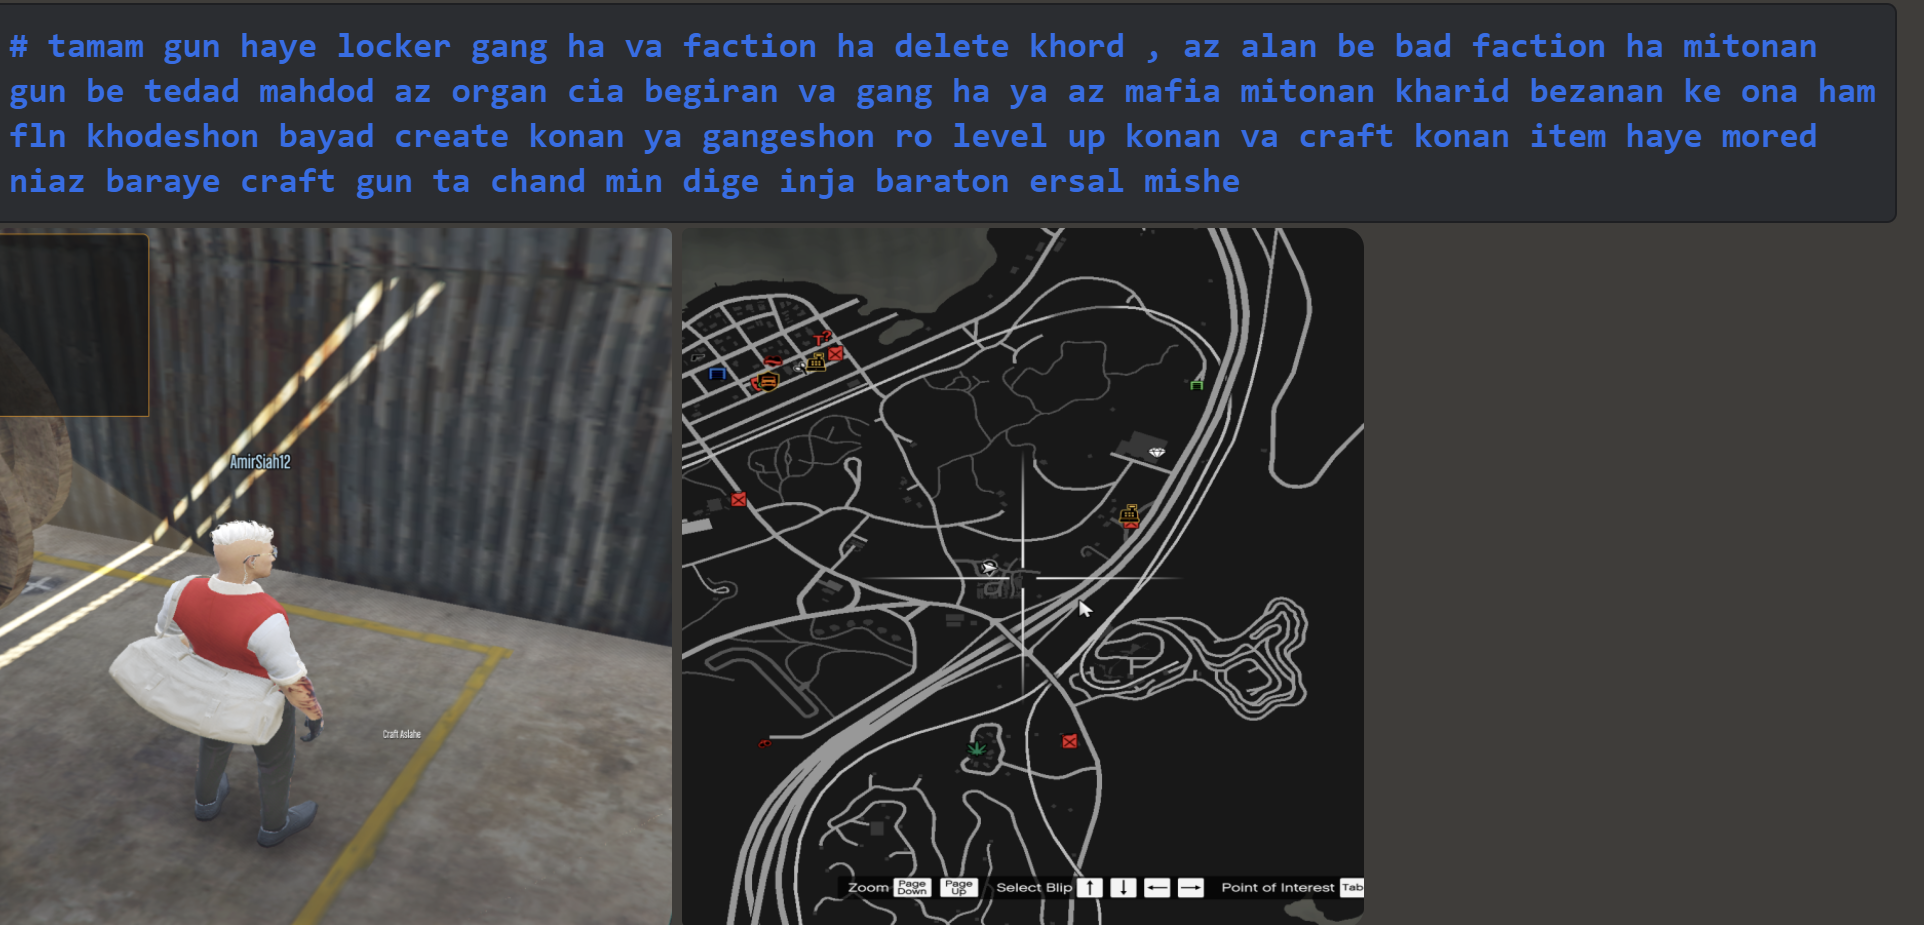 # tamam gun haye locker gang ha va faction ha delete khord , az alan be bad faction ha mitonan
gun be tedad mahdod az organ cia begiran va gang ha ya az mafia mitonan kharid bezanan ke ona ham
fln khodeshon bayad create konan ya gangeshon ro level up konan va craft konan item haye mored
niaz baraye craft gun ta chand min dige inja baraton ersal mishe
AmirSiah12
Craft Aslahe
Zoom Page Down Page Up Select Blip ↑ ↓ ← → Point of Interest Tab